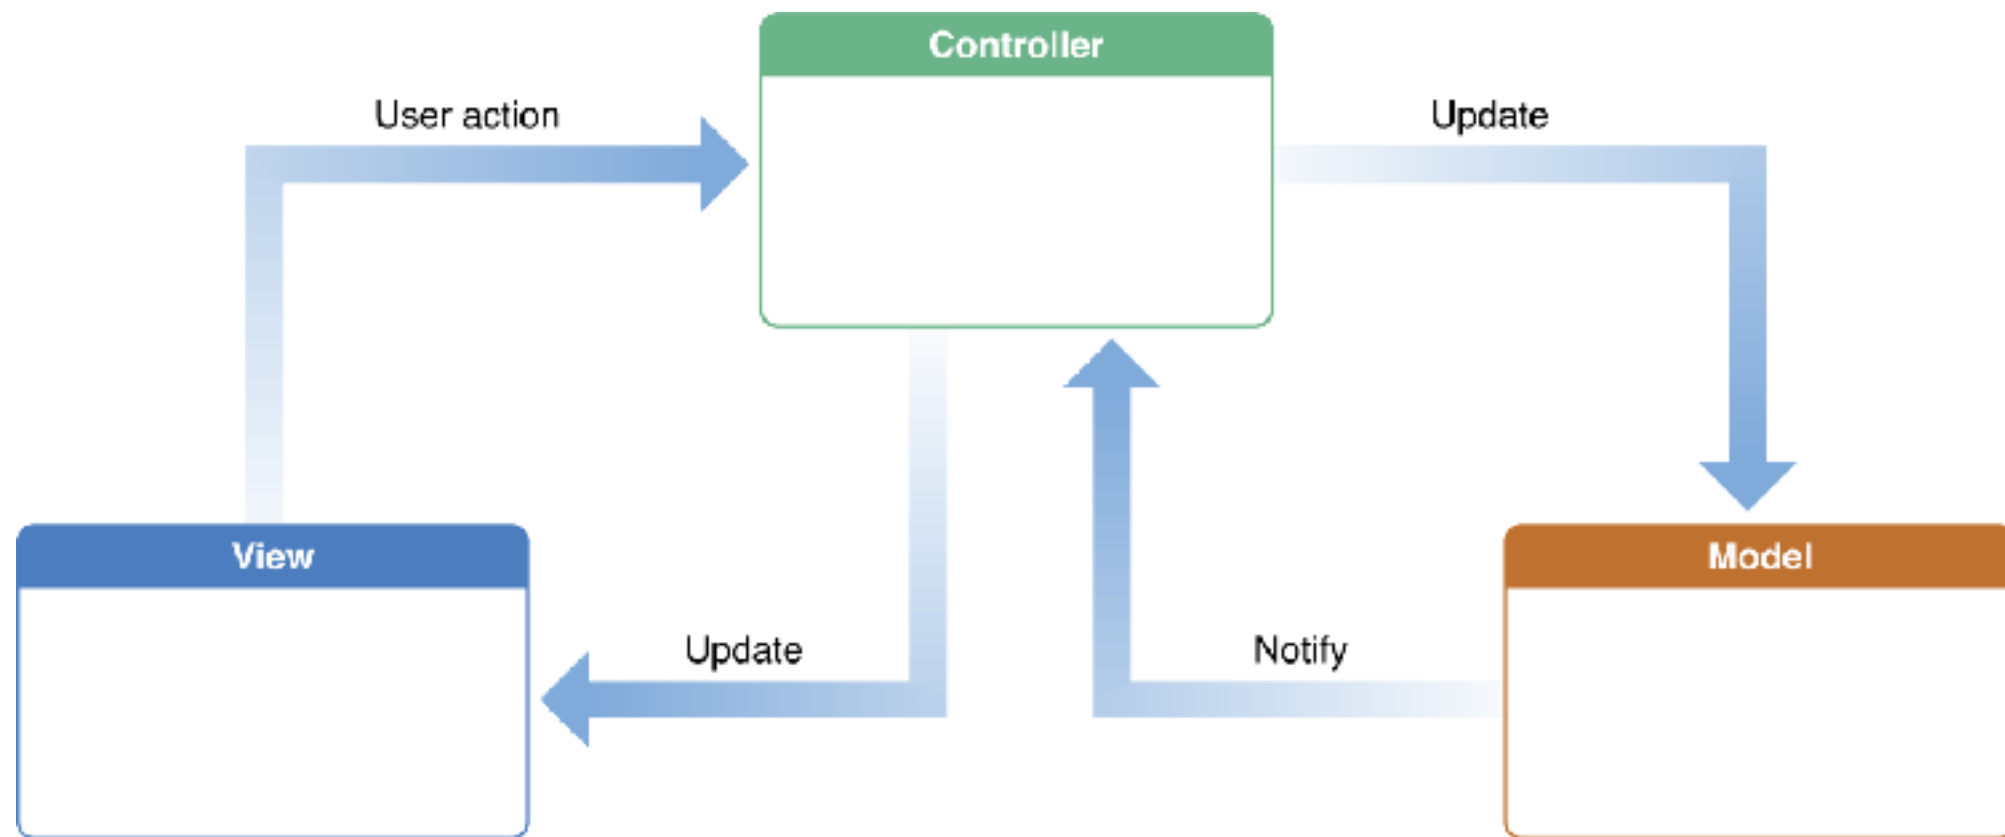 Controller
User action
Update
View
Model
Update
Notify